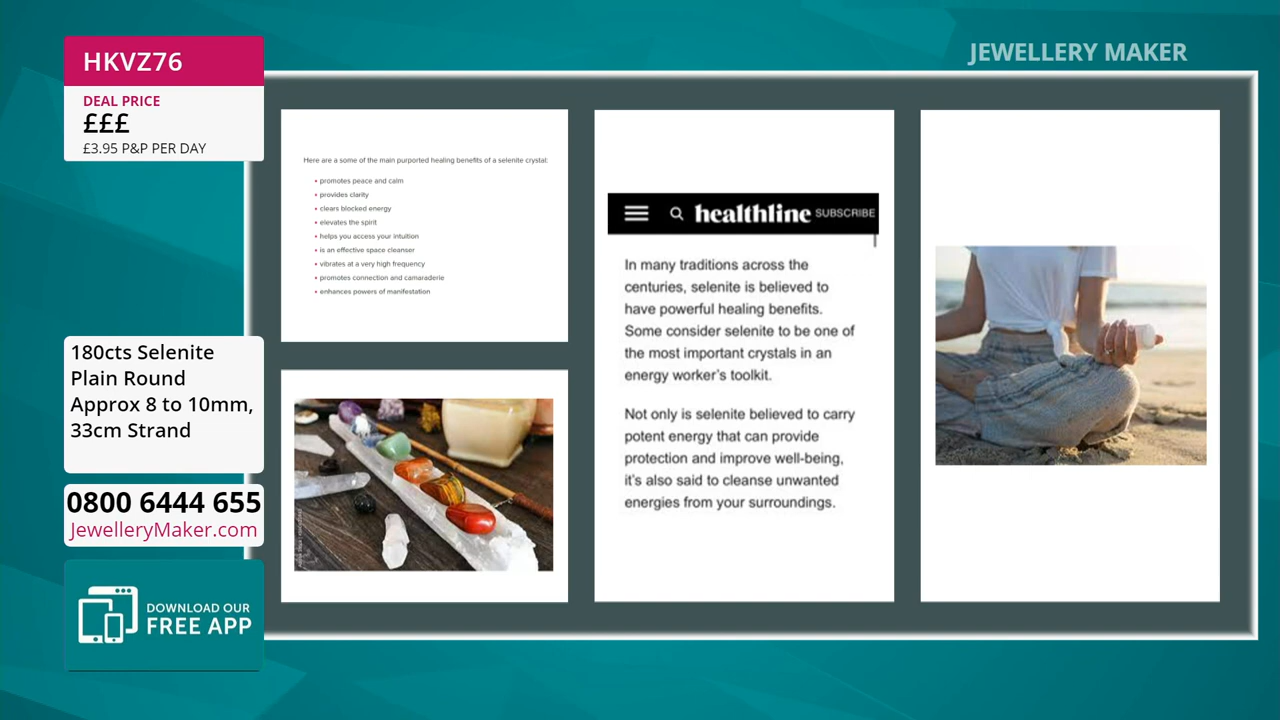 HKVZ76
DEAL PRICE
£££
£3.95 P&P PER DAY
JEWELLERY MAKER
Here are a some of the main purported healing benefits of a selenite crystal:
• promotes peace and calm
• provides clarity
• clears blocked energy
• elevates the spirit
• helps you access your intuition
• is an effective space cleanser
• vibrates at a very high frequency
• promotes connection and camaraderie
• enhances powers of manifestation
healthline SUBSCRIBE
In many traditions across the
centuries, selenite is believed to
have powerful healing benefits.
Some consider selenite to be one of
the most important crystals in an
energy worker's toolkit.
Not only is selenite believed to carry
potent energy that can provide
protection and improve well-being,
it's also said to cleanse unwanted
energies from your surroundings.
180cts Selenite
Plain Round
Approx 8 to 10mm,
33cm Strand
0800 6444 655
JewelleryMaker.com
DOWNLOAD OUR
FREE APP